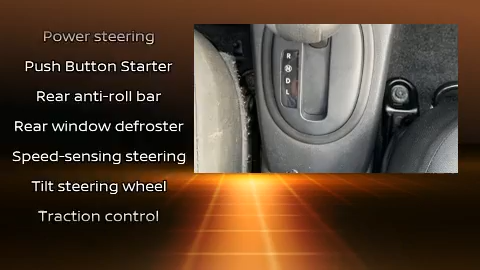 Power steering
Push Button Starter
Rear anti-roll bar
Rear window defroster
Speed-sensing steering
Tilt steering wheel
Traction control
R
N
D
L